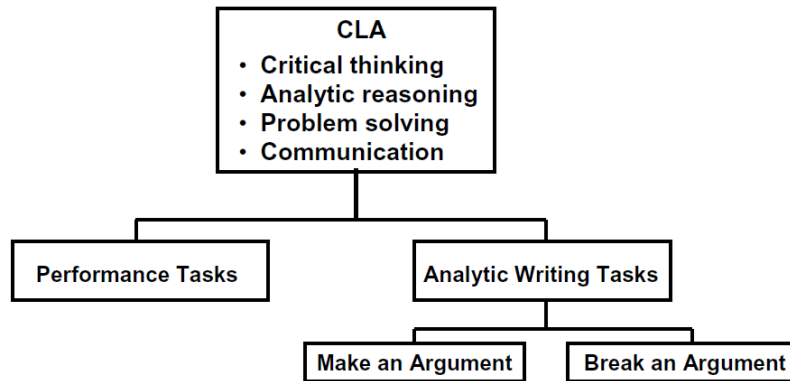 CLA
• Critical thinking
• Analytic reasoning
• Problem solving
• Communication
Performance Tasks
Analytic Writing Tasks
Make an Argument
Break an Argument